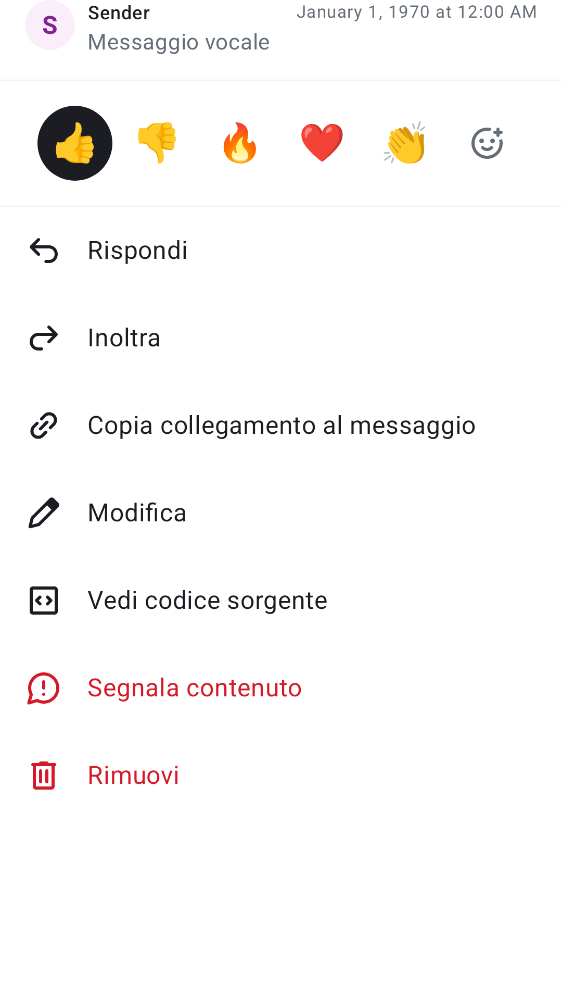 S
Sender
January 1, 1970 at 12:00 AM
Messaggio vocale
Rispondi
Inoltra
Copia collegamento al messaggio
Modifica
Vedi codice sorgente
Segnala contenuto
Rimuovi